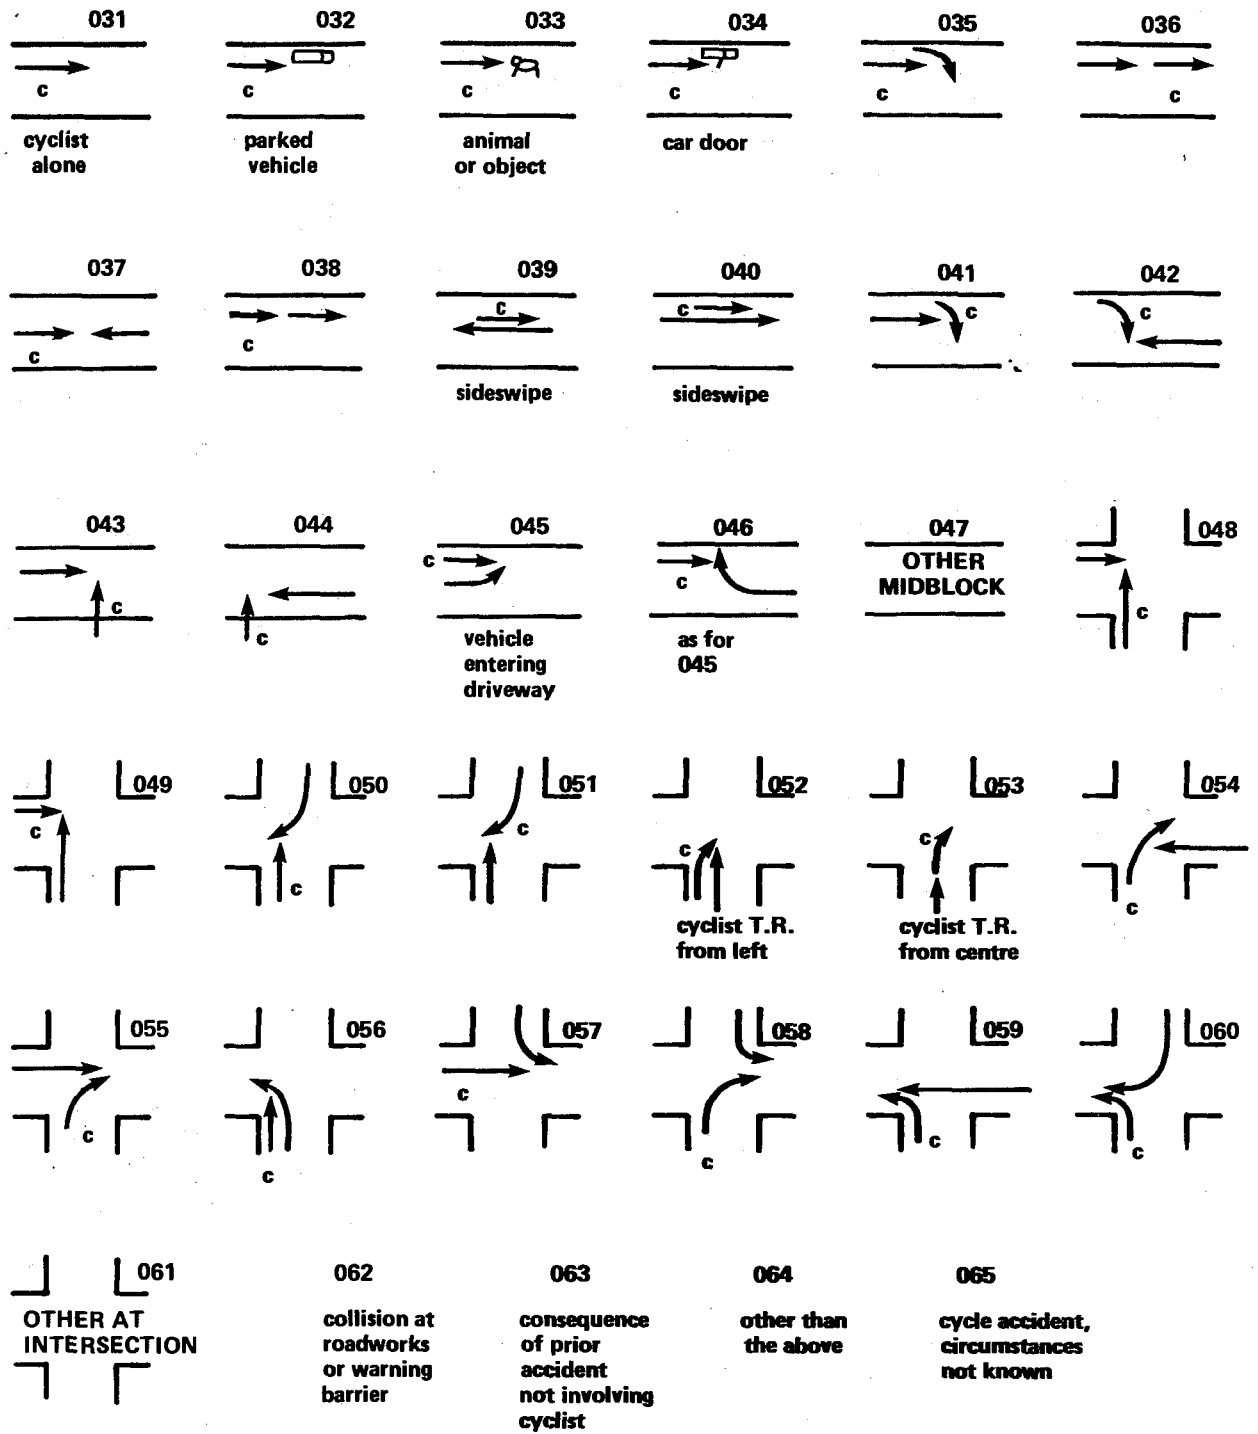 031
c
cyclist
alone
032
c
parked
vehicle
033
c
animal
or object
034
c
car door
035
c
036
c
037
c
038
c
039
c
sideswipe
040
c
sideswipe
041
c
042
c
043
c
044
c
045
c
vehicle
entering
driveway
046
c
as for
045
047
OTHER
MIDBLOCK
048
c
049
c
050
c
051
c
052
c
cyclist T.R.
from left
053
c
cyclist T.R.
from centre
054
c
055
c
056
c
057
c
058
c
059
c
060
c
061
OTHER AT
INTERSECTION
062
collision at
roadworks
or warning
barrier
063
consequence
of prior
accident
not involving
cyclist
064
other than
the above
065
cycle accident,
circumstances
not known